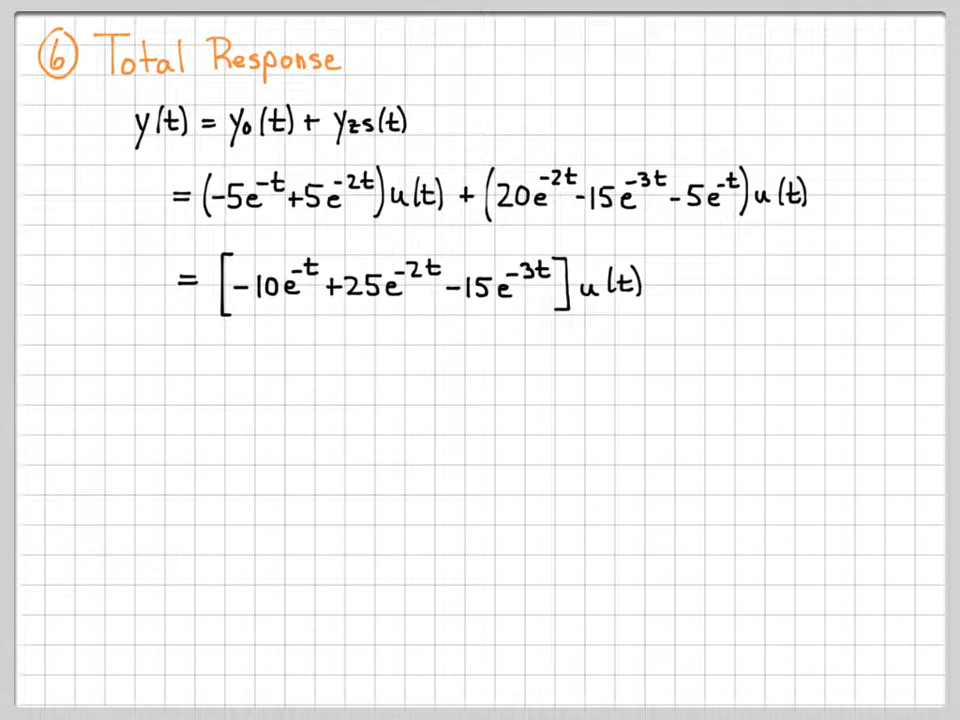 ⑥ Total Response
y(t) = y₀(t) + yzs(t)
= (-5e^-t + 5e^-2t) u(t) + (20e^-2t - 15e^-3t - 5e^-t) u(t)
= [-10e^-t + 25e^-2t - 15e^-3t] u(t)